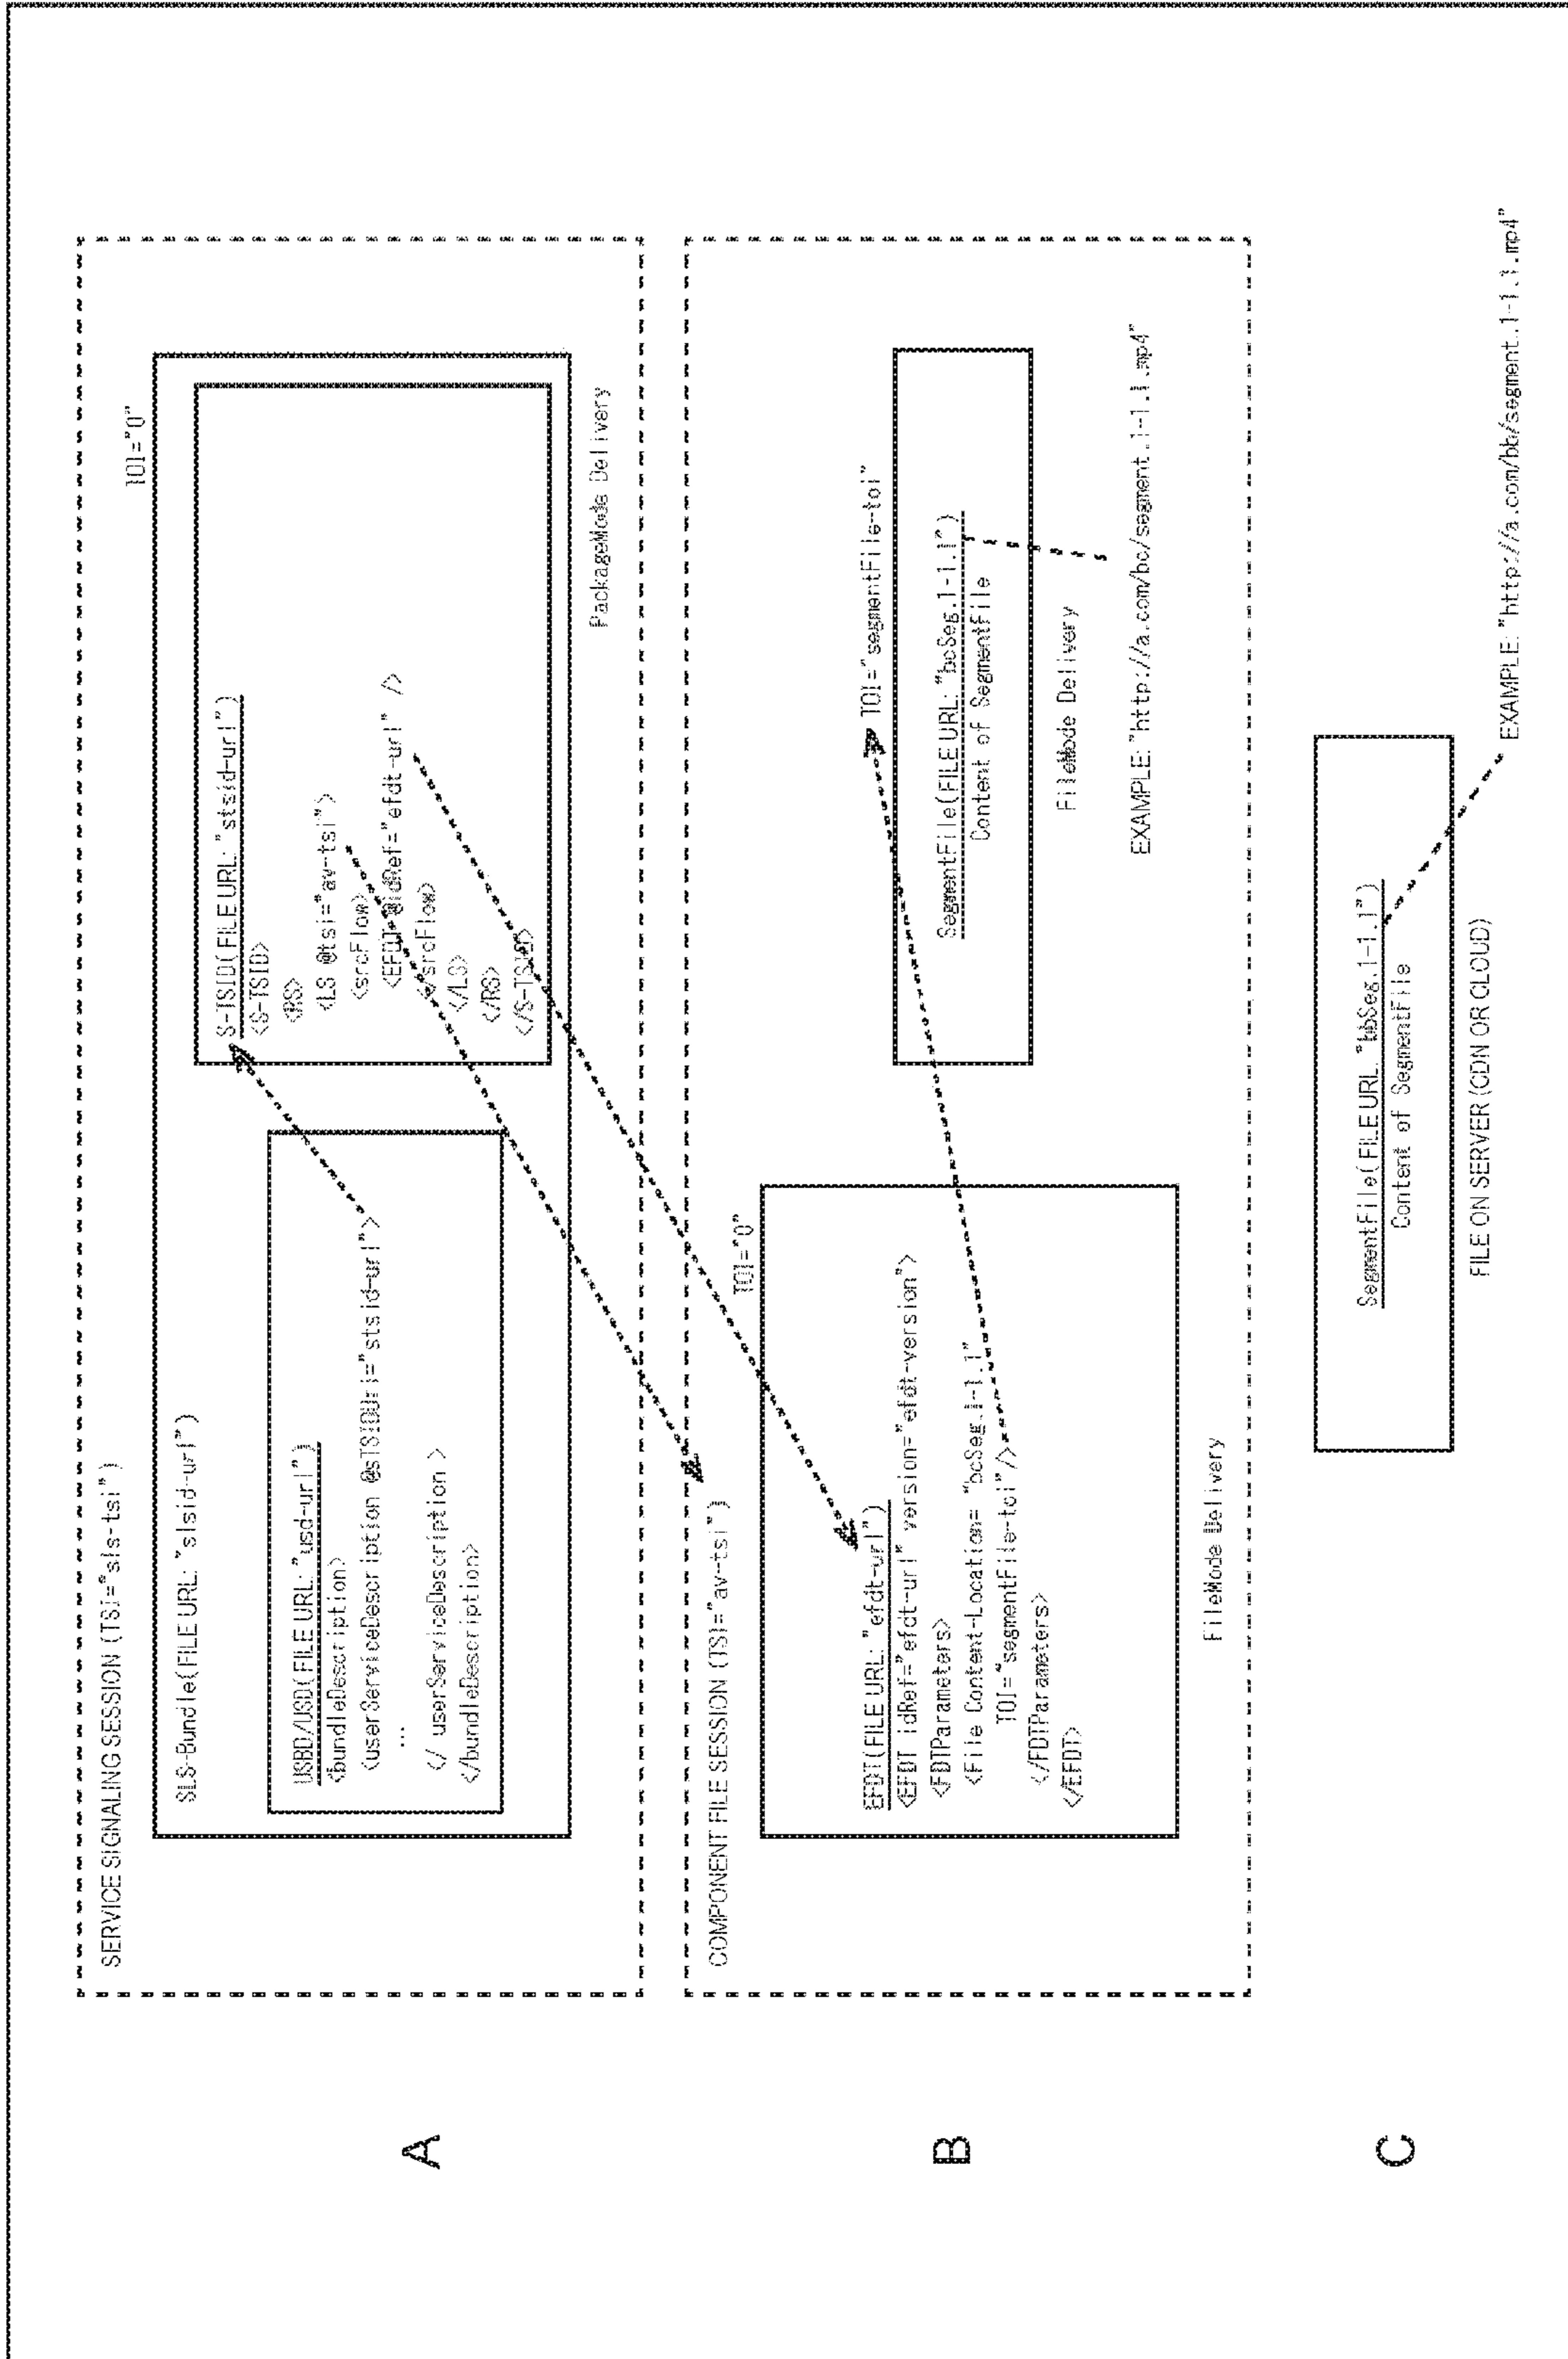 A
SERVICE SIGNALING SESSION (TSI="sls-tsi")
TOI="0"
SLS-Bundle(FILE URL: "slsid-url")
USBD/USD(FILE URL: "usd-url")
<bundleDescription>
<userServiceDescription @sTSIDUri="stsid-url">
...
</ userServiceDescription >
</bundleDescription>
S-TSID(FILE URL: "stsid-url")
<S-TSID>
<RS>
<LS @tsi="av-tsi">
<srcFlow>
<EFDT @idRef="efdt-url" />
</srcFlow>
</LS>
</RS>
</S-TSID>
PackageMode Delivery
B
COMPONENT FILE SESSION (TSI="av-tsi")
TOI="0"
EFDT(FILE URL: "efdt-url")
<EFDT idRef="efdt-url" version="efdt-version">
<FDTParameters>
<File Content-Location= "bcSeg.1-1.1"
TOI="segmentFile-toi"/>
</FDTParameters>
</EFDT>
FileMode Delivery
TOI="segmentFile-toi"
SegmentFile(FILE URL: "bcSeg.1-1.1")
Content of SegmentFile
FileMode Delivery
EXAMPLE: "http://a.com/bc/segment.1-1.1.mp4"
C
SegmentFile(FILE URL: "bbSeg.1-1.1")
Content of SegmentFile
FILE ON SERVER (CDN OR CLOUD)
EXAMPLE: "http://a.com/bb/segment.1-1.1.mp4"